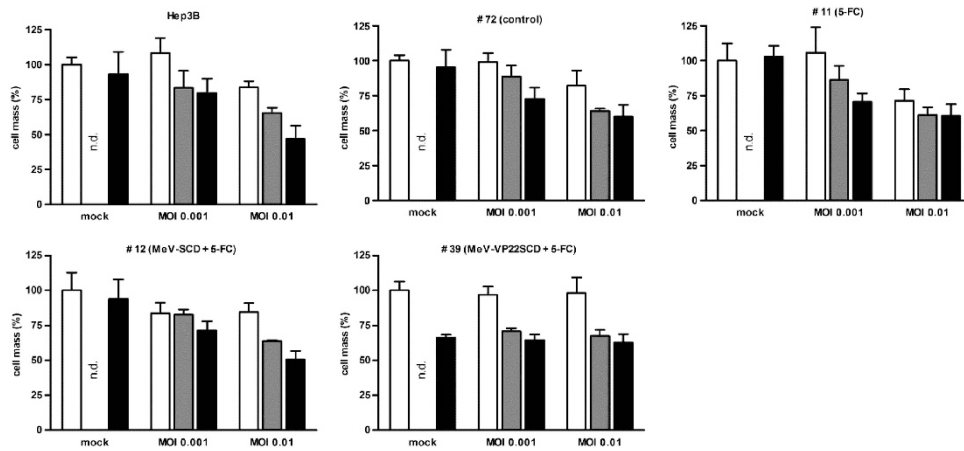 Hep3B
cell mass (%)
125
100
75
50
25
0
n.d.
mock
MOI 0.001
MOI 0.01
# 72 (control)
cell mass (%)
125
100
75
50
25
0
n.d.
mock
MOI 0.001
MOI 0.01
# 11 (5-FC)
cell mass (%)
125
100
75
50
25
0
n.d.
mock
MOI 0.001
MOI 0.01
# 12 (MeV-SCD + 5-FC)
cell mass (%)
125
100
75
50
25
0
n.d.
mock
MOI 0.001
MOI 0.01
# 39 (MeV-VP22SCD + 5-FC)
cell mass (%)
125
100
75
50
25
0
n.d.
mock
MOI 0.001
MOI 0.01